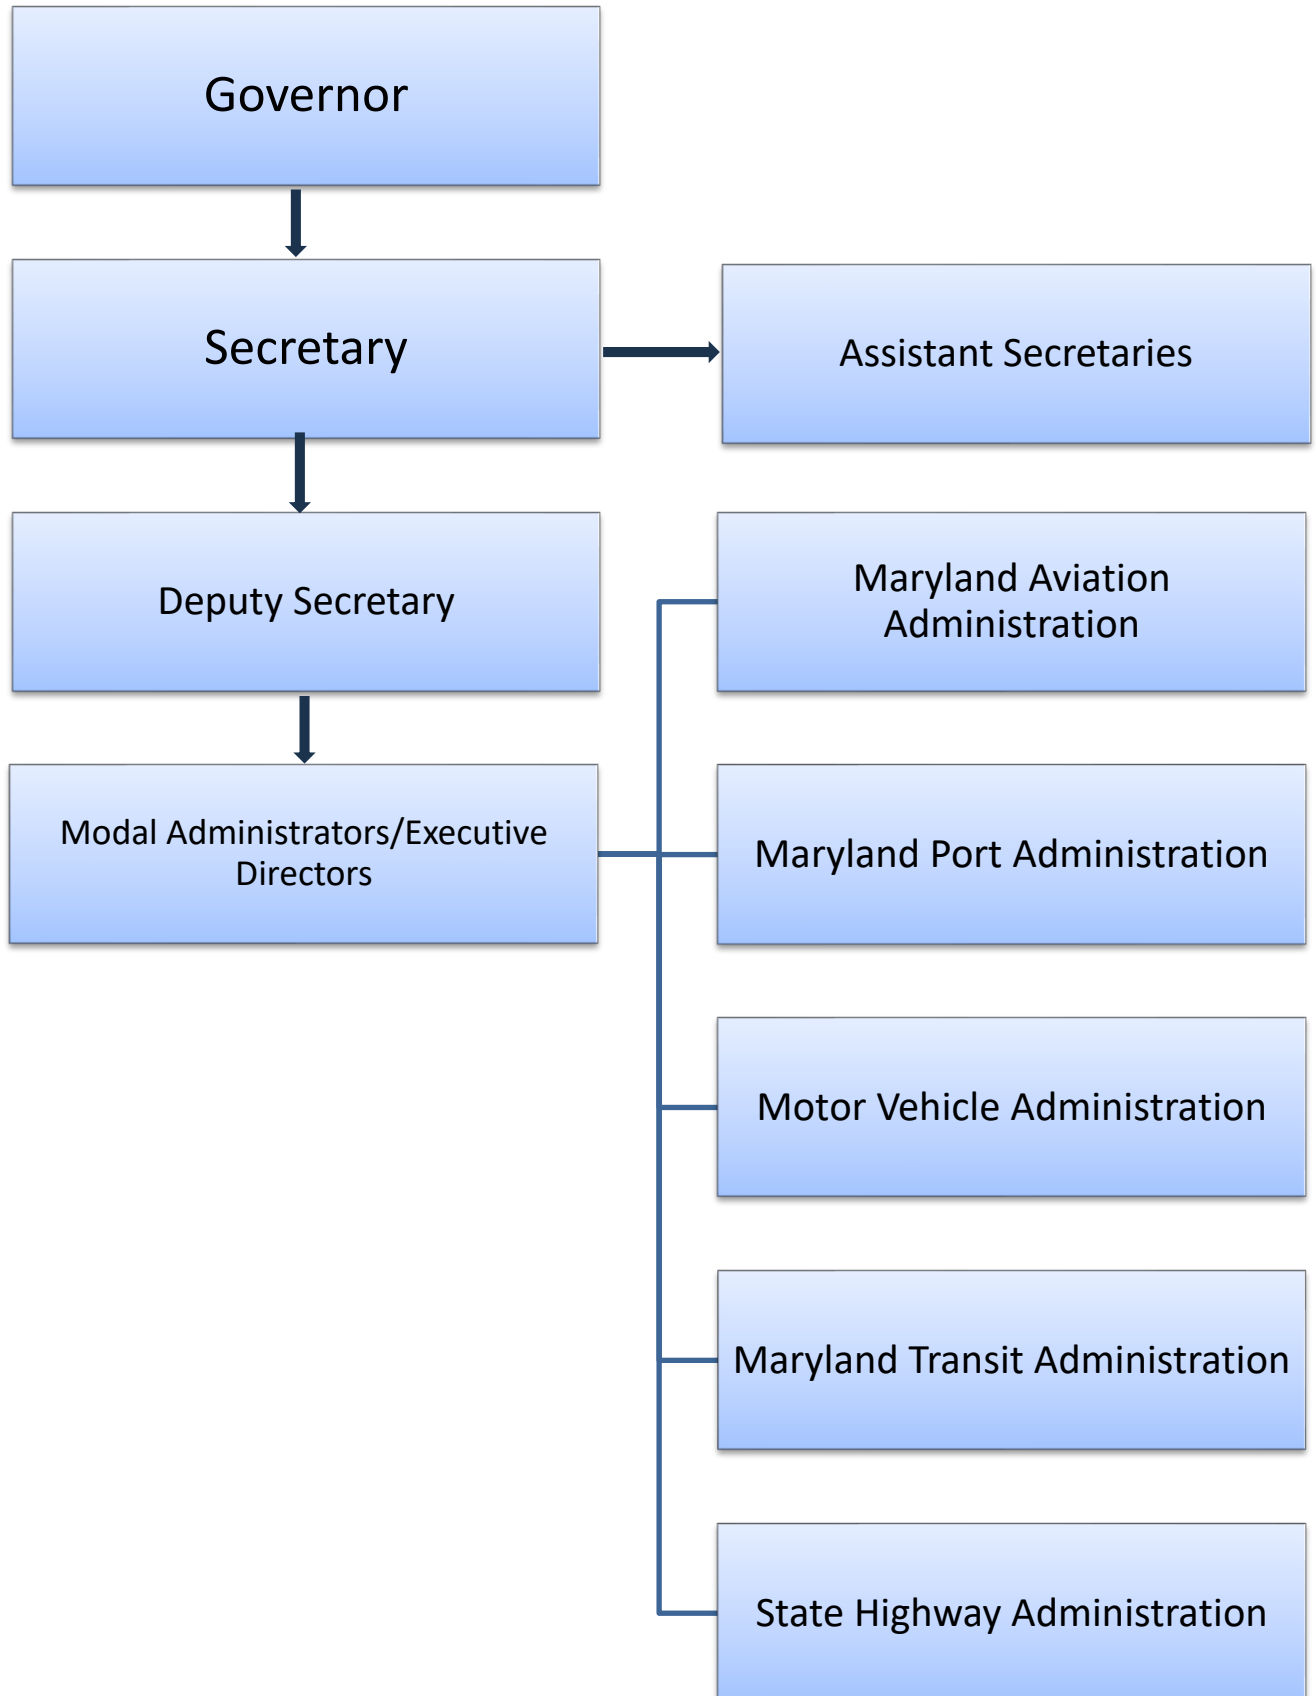 Governor
Secretary
Assistant Secretaries
Deputy Secretary
Maryland Aviation
Administration
Modal Administrators/Executive
Directors
Maryland Port Administration
Motor Vehicle Administration
Maryland Transit Administration
State Highway Administration